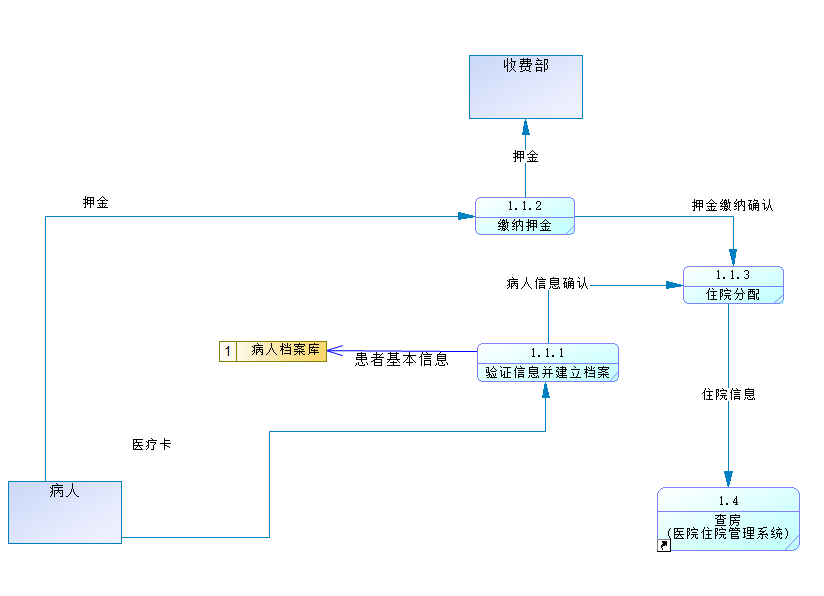 收费部
押金
押金
1.1.2
缴纳押金
押金缴纳确认
1.1.3
住院分配
病人信息确认
1
病人档案库
患者基本信息
1.1.1
验证信息并建立档案
住院信息
医疗卡
病人
1.4
查房
(医院住院管理系统)